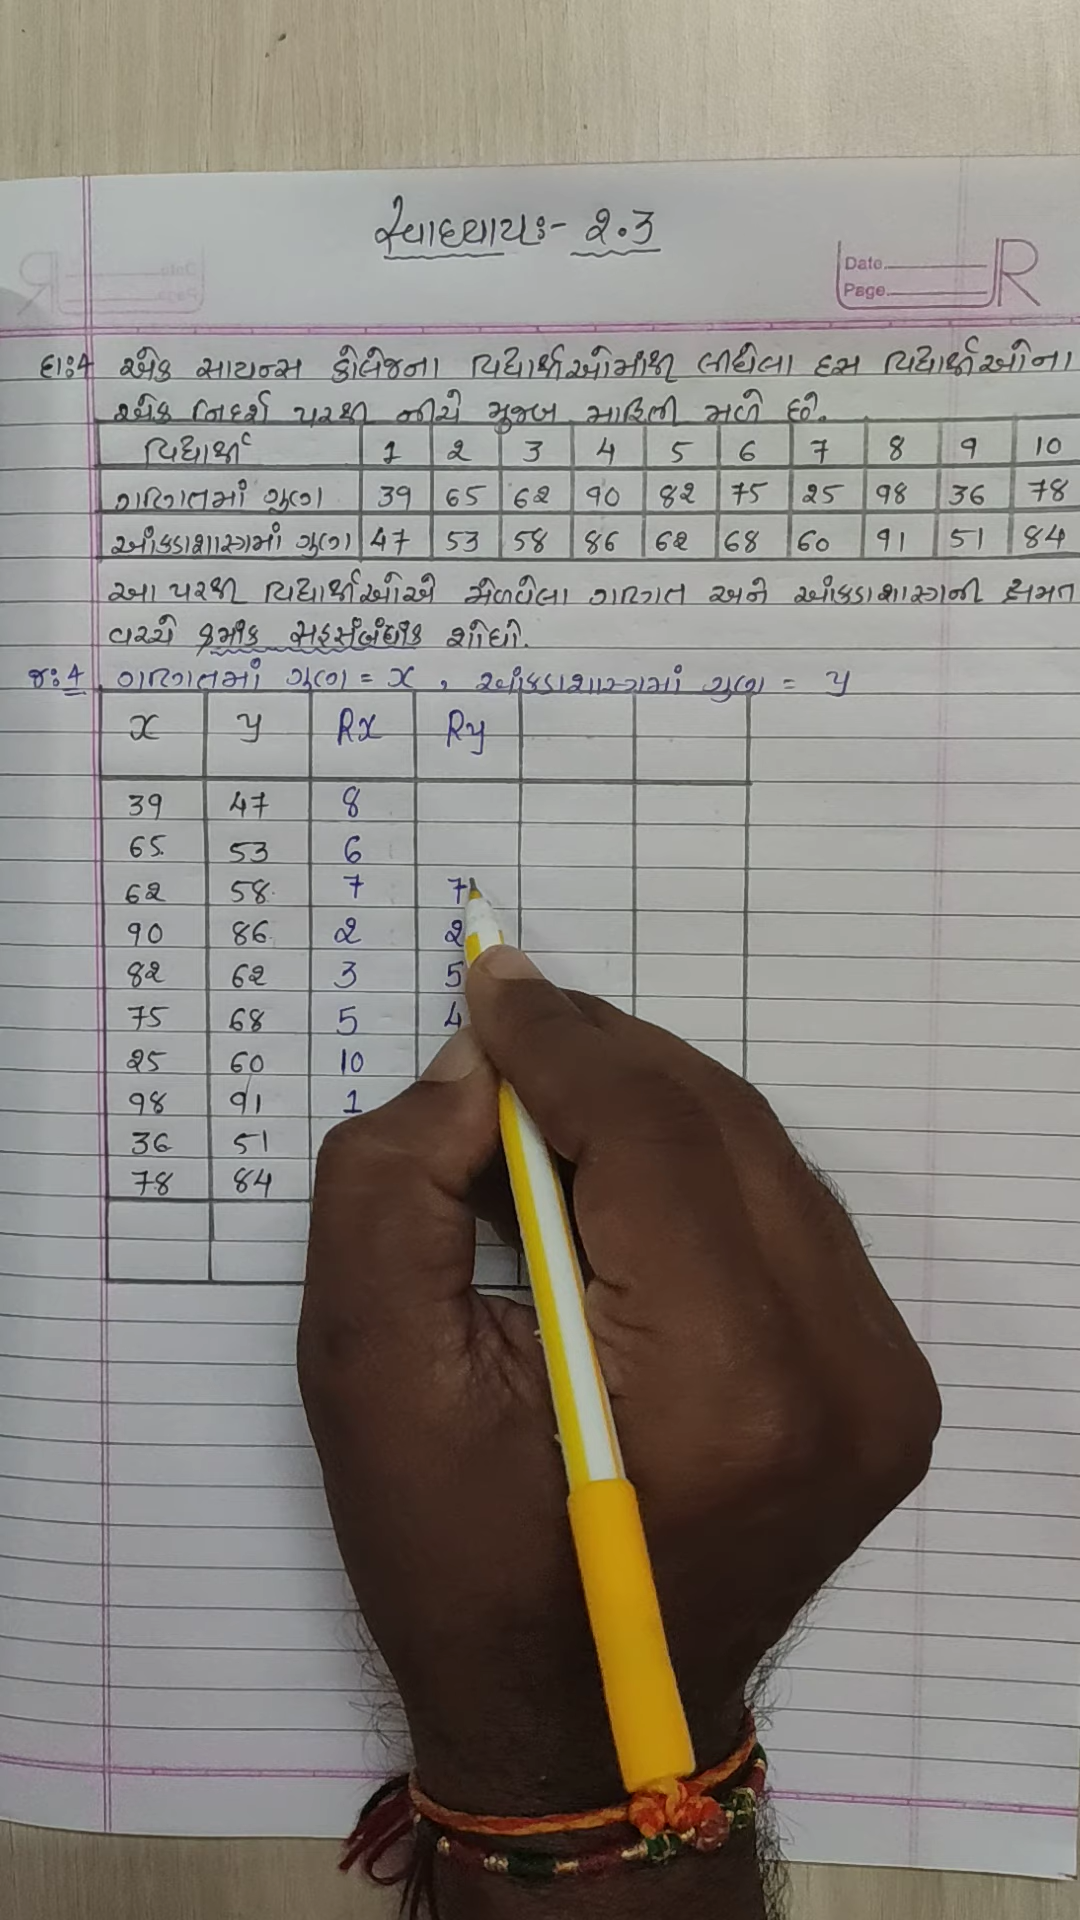 સ્વાધ્યાયઃ- ૨.૩
Date
Page
R
દાઃ4 એક સાયન્સ કોલેજના વિદ્યાર્થીઓમાંથી લીધેલા દસ વિદ્યાર્થીઓના
એક નિદર્શ પરથી નીચે મુજબ માહિતી મળે છે.
વિદ્યાર્થી 1 2 3 4 5 6 7 8 9 10
ગણિતમાં ગુણ 39 65 62 90 82 75 25 98 36 78
આંકડાશાસ્ત્રમાં ગુણ 47 53 58 86 62 68 60 91 51 84
આ પરથી વિદ્યાર્થીઓએ મેળવેલા ગણિત અને આંકડાશાસ્ત્રની ક્ષમતા
વચ્ચે ક્રમાંક સહસંબંધાંક શોધો.
જઃ4 ગણિતમાં ગુણ = x , આંકડાશાસ્ત્રમાં ગુણ = y
x y Rx Ry
39 47 8
65 53 6
62 58 7 7
90 86 2 2
82 62 3 5
75 68 5 4
25 60 10
98 91 1
36 51
78 84